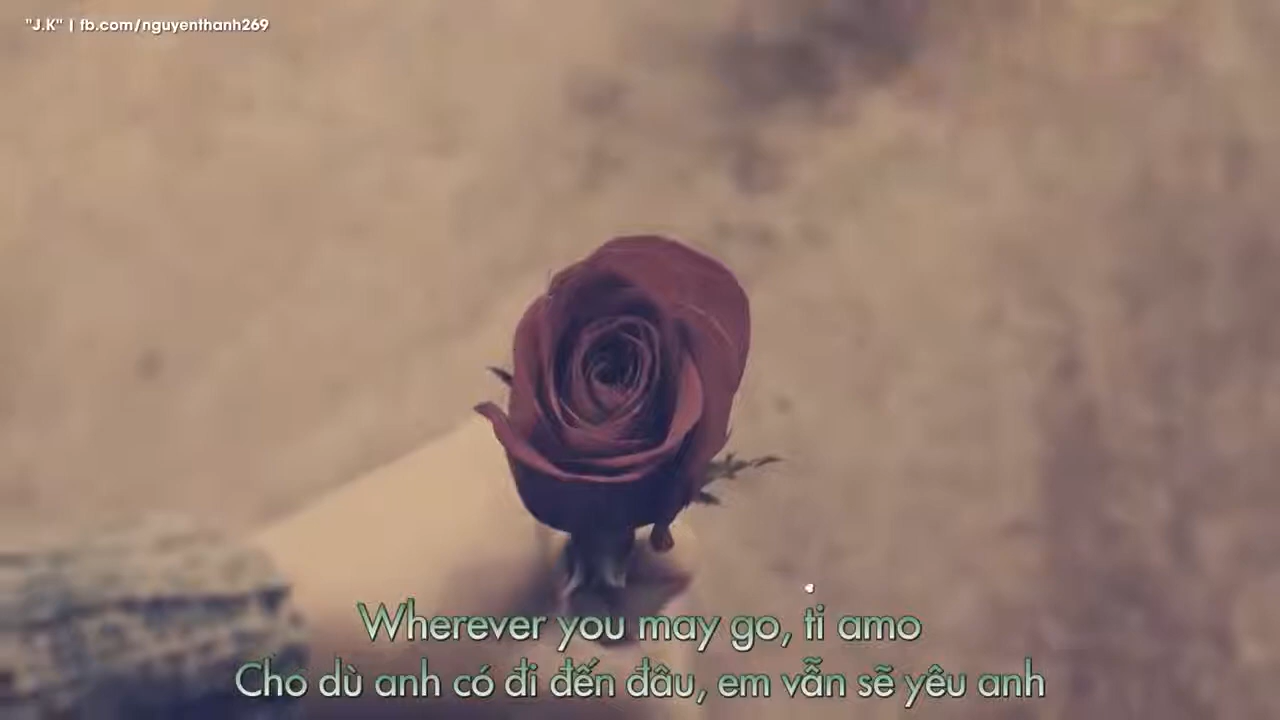 "J.K" | fb.com/nguyenthanh269
Wherever you may go, ti amo
Cho dù anh có đi đến đâu, em vẫn sẽ yêu anh